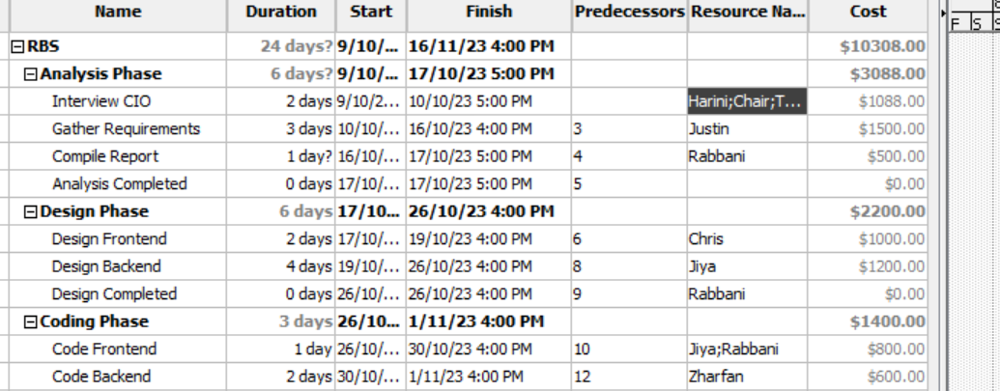 Name Duration Start Finish Predecessors Resource Na... Cost
RBS 24 days? 9/10/... 16/11/23 4:00 PM $10308.00
Analysis Phase 6 days? 9/10/... 17/10/23 5:00 PM $3088.00
Interview CIO 2 days 9/10/2... 10/10/23 5:00 PM Harini;Chair;T... $1088.00
Gather Requirements 3 days 10/10/... 16/10/23 4:00 PM 3 Justin $1500.00
Compile Report 1 day? 16/10/... 17/10/23 5:00 PM 4 Rabbani $500.00
Analysis Completed 0 days 17/10/... 17/10/23 5:00 PM 5 $0.00
Design Phase 6 days 17/10... 26/10/23 4:00 PM $2200.00
Design Frontend 2 days 17/10/... 19/10/23 4:00 PM 6 Chris $1000.00
Design Backend 4 days 19/10/... 26/10/23 4:00 PM 8 Jiya $1200.00
Design Completed 0 days 26/10/... 26/10/23 4:00 PM 9 Rabbani $0.00
Coding Phase 3 days 26/10... 1/11/23 4:00 PM $1400.00
Code Frontend 1 day 26/10/... 30/10/23 4:00 PM 10 Jiya;Rabbani $800.00
Code Backend 2 days 30/10/... 1/11/23 4:00 PM 12 Zharfan $600.00
F S